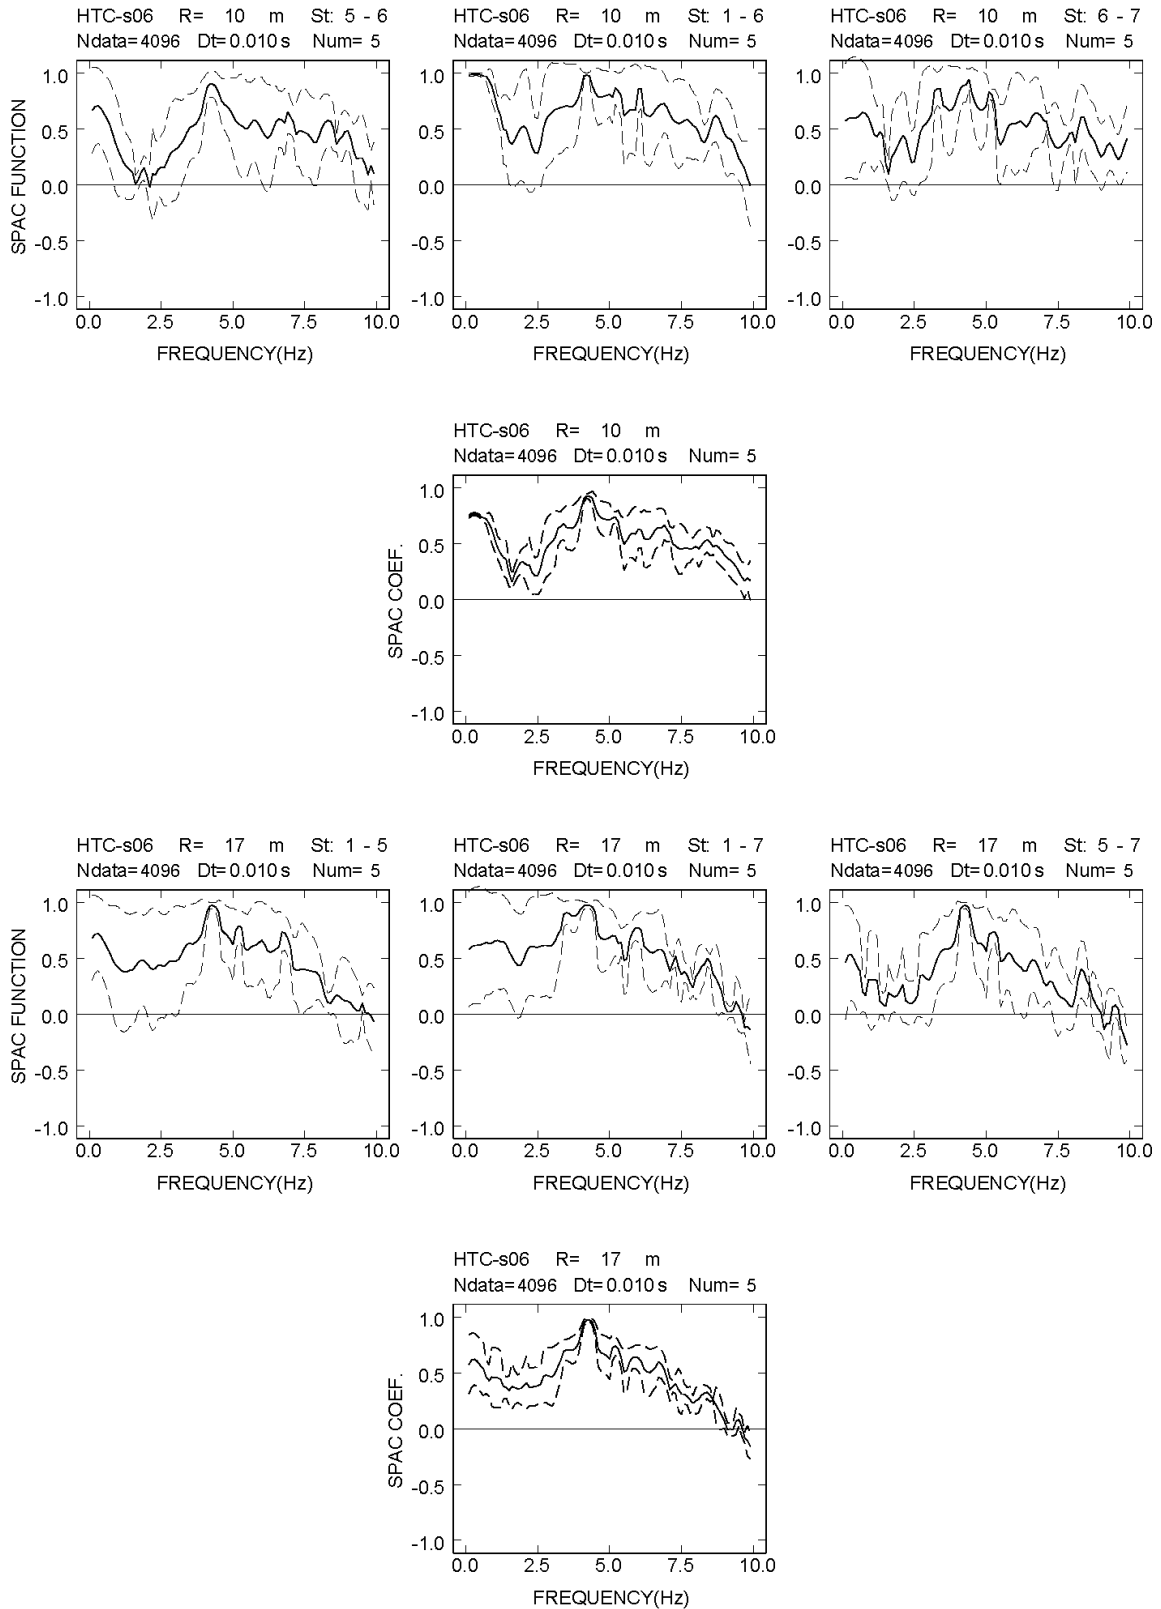 HTC-s06 R= 10 m St: 5 - 6
Ndata=4096 Dt=0.010 s Num= 5
1.0
0.5
0.0
-0.5
-1.0
SPAC FUNCTION
0.0 2.5 5.0 7.5 10.0
FREQUENCY(Hz)
HTC-s06 R= 10 m St: 1 - 6
Ndata=4096 Dt=0.010 s Num= 5
1.0
0.5
0.0
-0.5
-1.0
0.0 2.5 5.0 7.5 10.0
FREQUENCY(Hz)
HTC-s06 R= 10 m St: 6 - 7
Ndata=4096 Dt=0.010 s Num= 5
1.0
0.5
0.0
-0.5
-1.0
0.0 2.5 5.0 7.5 10.0
FREQUENCY(Hz)
HTC-s06 R= 10 m
Ndata=4096 Dt=0.010 s Num= 5
1.0
0.5
0.0
-0.5
-1.0
SPAC COEF.
0.0 2.5 5.0 7.5 10.0
FREQUENCY(Hz)
HTC-s06 R= 17 m St: 1 - 5
Ndata=4096 Dt=0.010 s Num= 5
1.0
0.5
0.0
-0.5
-1.0
SPAC FUNCTION
0.0 2.5 5.0 7.5 10.0
FREQUENCY(Hz)
HTC-s06 R= 17 m St: 1 - 7
Ndata=4096 Dt=0.010 s Num= 5
1.0
0.5
0.0
-0.5
-1.0
0.0 2.5 5.0 7.5 10.0
FREQUENCY(Hz)
HTC-s06 R= 17 m St: 5 - 7
Ndata=4096 Dt=0.010 s Num= 5
1.0
0.5
0.0
-0.5
-1.0
0.0 2.5 5.0 7.5 10.0
FREQUENCY(Hz)
HTC-s06 R= 17 m
Ndata=4096 Dt=0.010 s Num= 5
1.0
0.5
0.0
-0.5
-1.0
SPAC COEF.
0.0 2.5 5.0 7.5 10.0
FREQUENCY(Hz)